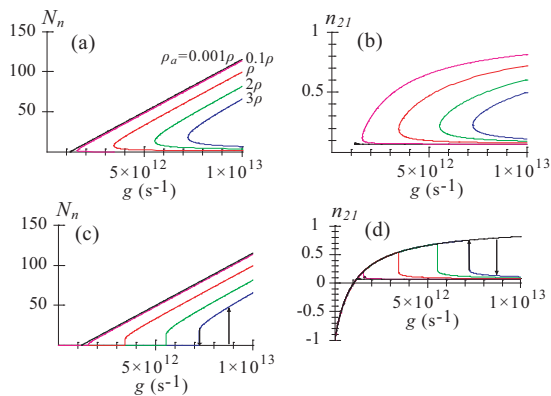 N_n
150
100
50
(a)
ρ_a=0.001ρ
0.1ρ
ρ
2ρ
3ρ
5×10^12
1×10^13
g (s^-1)
n_21
1
0.5
(b)
5×10^12
1×10^13
g (s^-1)
N_n
150
100
50
(c)
5×10^12
1×10^13
g (s^-1)
n_21
1
0.5
0
-0.5
-1
(d)
5×10^12
1×10^13
g (s^-1)